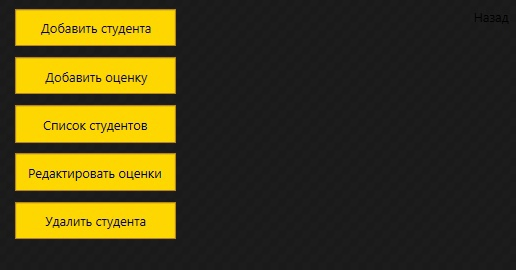 Добавить студента
Назад
Добавить оценку
Список студентов
Редактировать оценки
Удалить студента